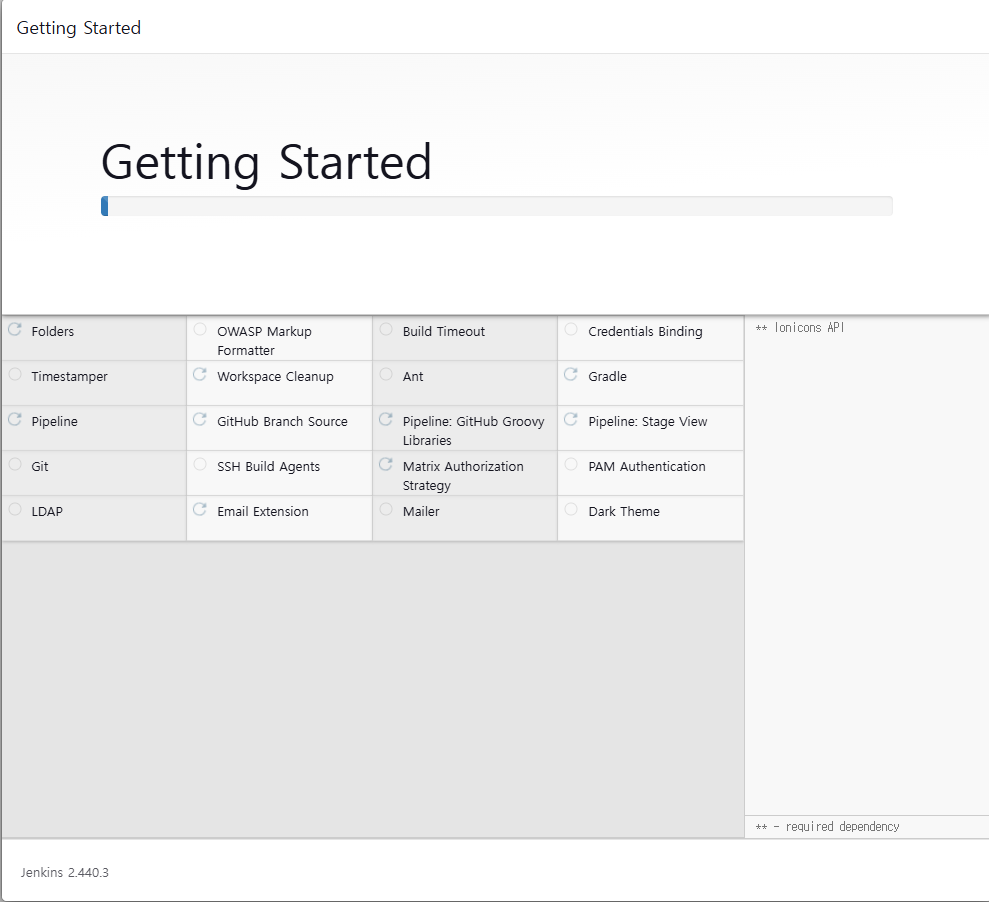 Getting Started
Getting Started
Folders
OWASP Markup
Formatter
Build Timeout
Credentials Binding
** Ionicons API
Timestamper
Workspace Cleanup
Ant
Gradle
Pipeline
GitHub Branch Source
Pipeline: GitHub Groovy
Libraries
Pipeline: Stage View
Git
SSH Build Agents
Matrix Authorization
Strategy
PAM Authentication
LDAP
Email Extension
Mailer
Dark Theme
** - required dependency
Jenkins 2.440.3